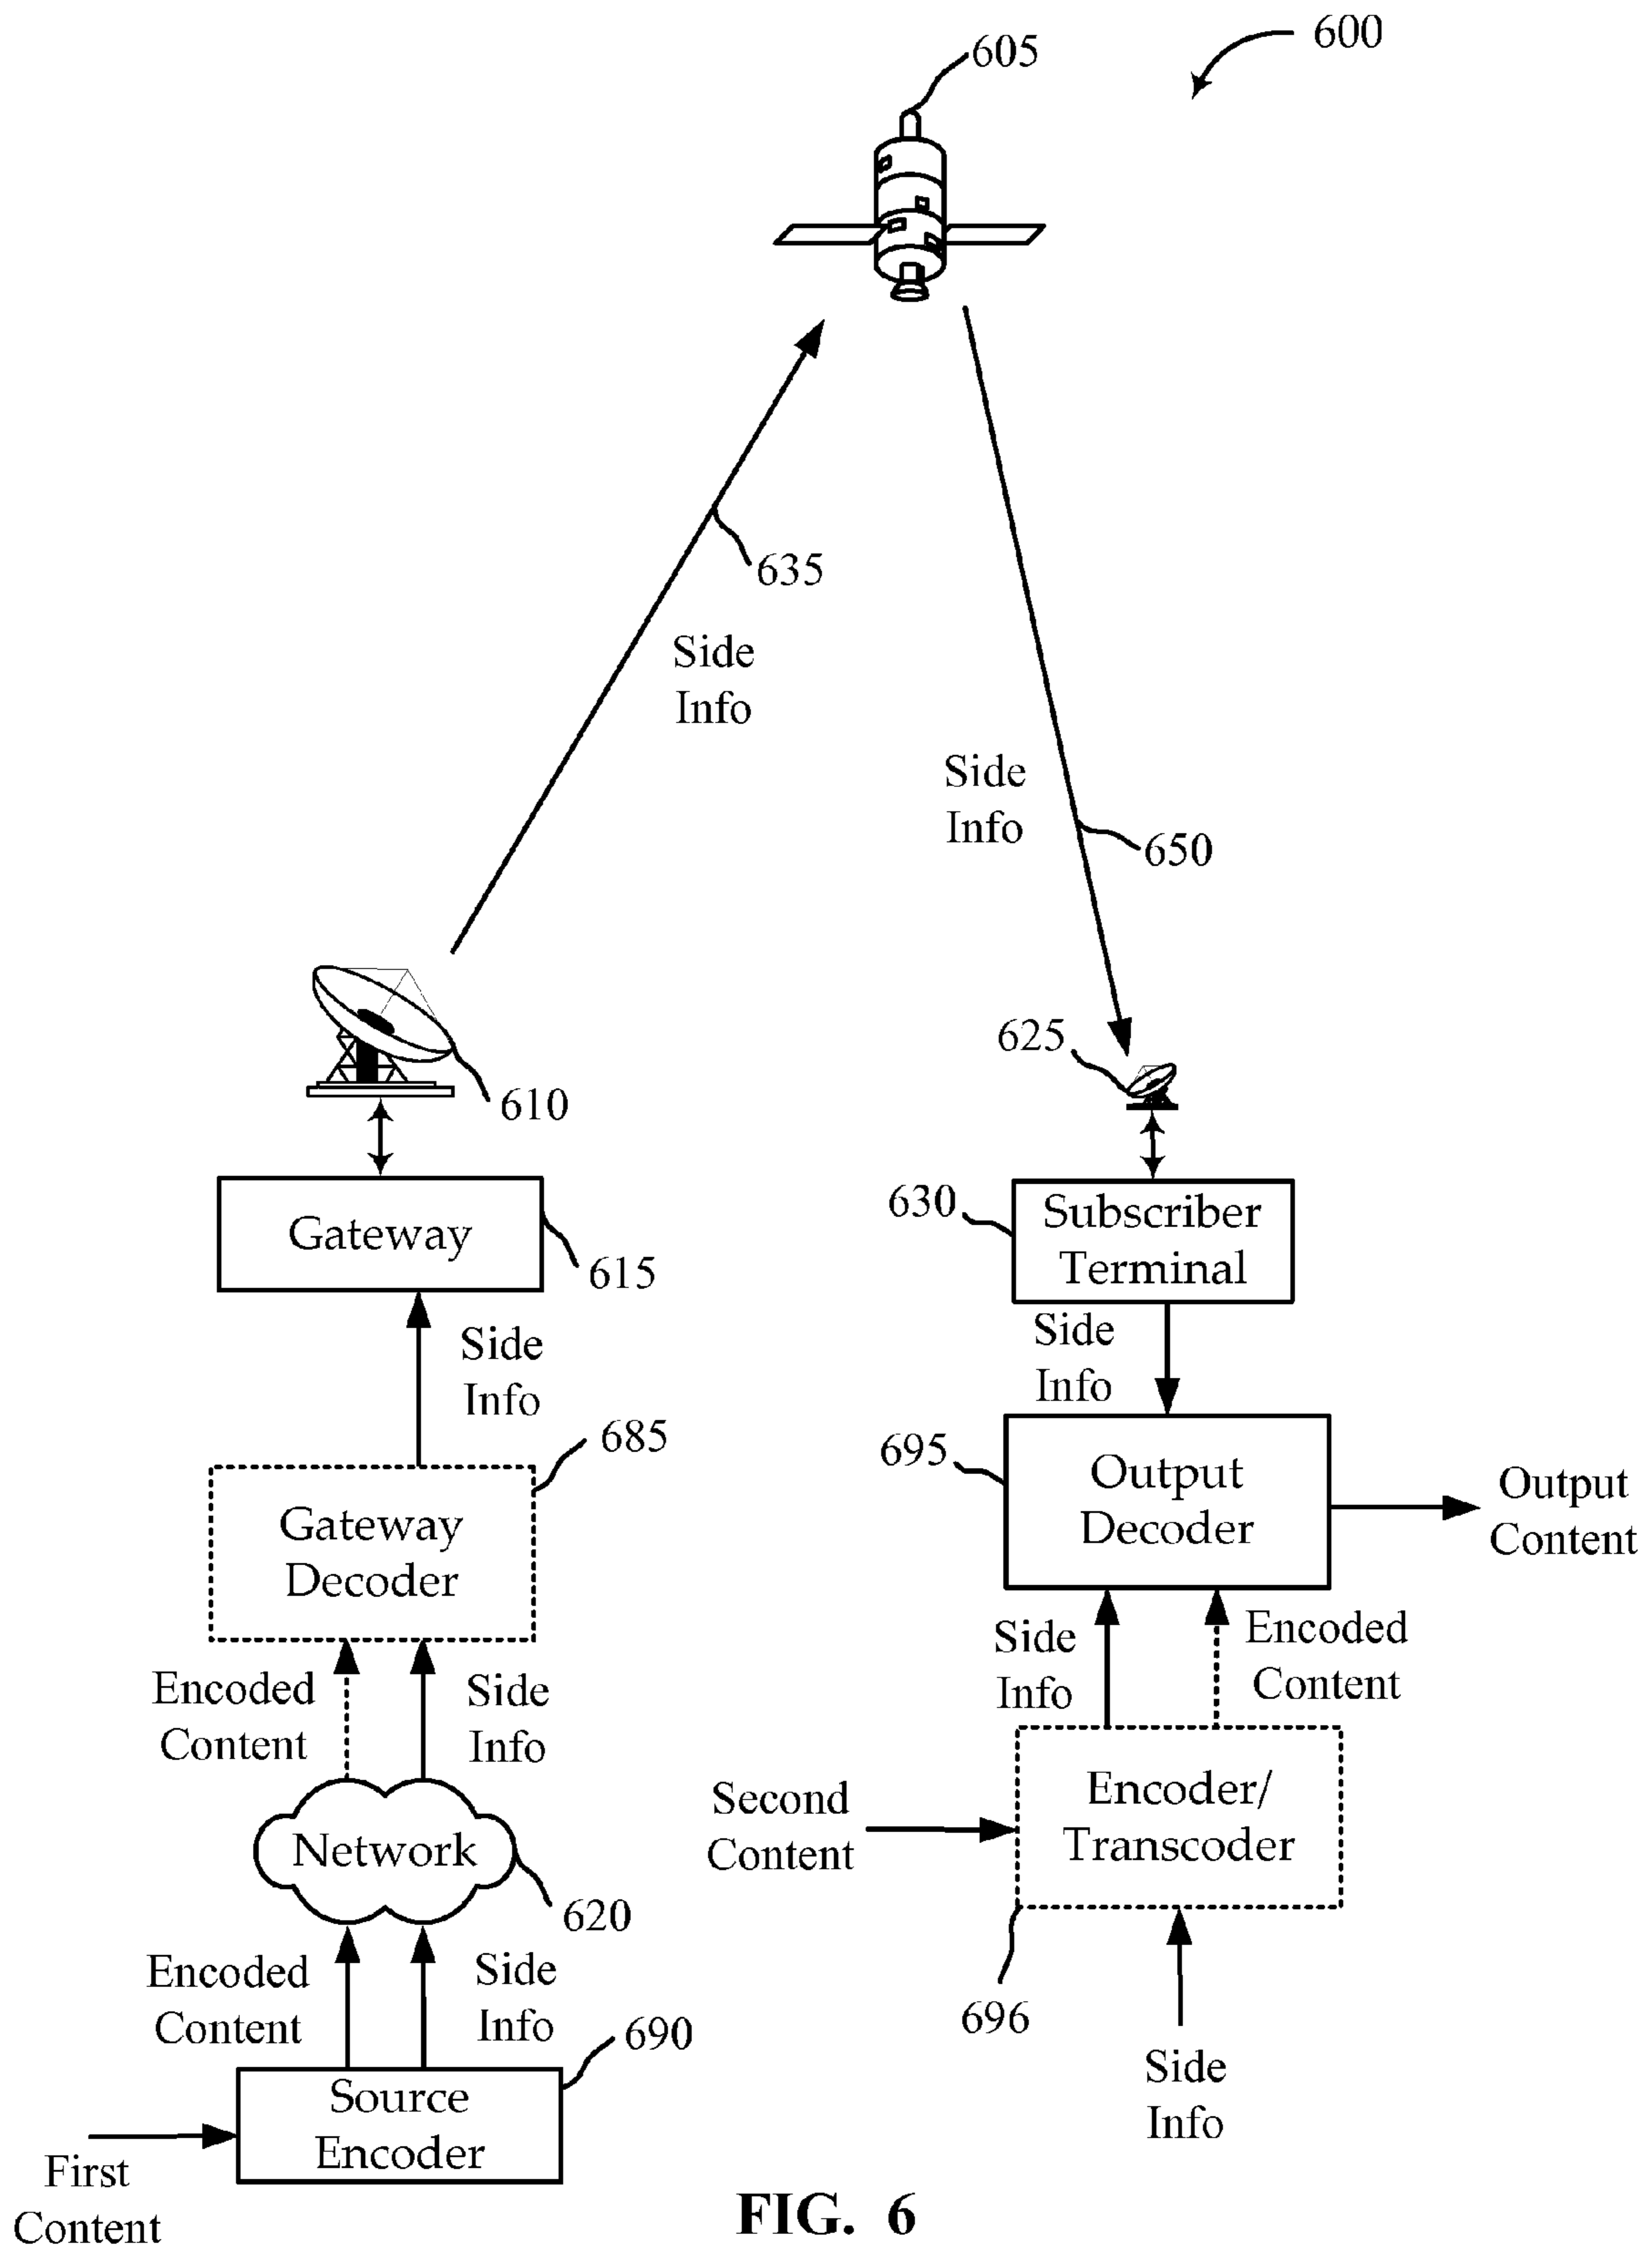 600
605
635
Side
Info
Side
Info
650
625
610
Gateway
615
630
Subscriber
Terminal
Side
Info
Side
Info
685
695
Output
Decoder
Output
Content
Gateway
Decoder
Encoded
Content
Side
Info
Side
Info
Encoded
Content
Second
Content
Encoder/
Transcoder
Network
620
696
Encoded
Content
Side
Info
690
Side
Info
Source
Encoder
First
Content
FIG. 6